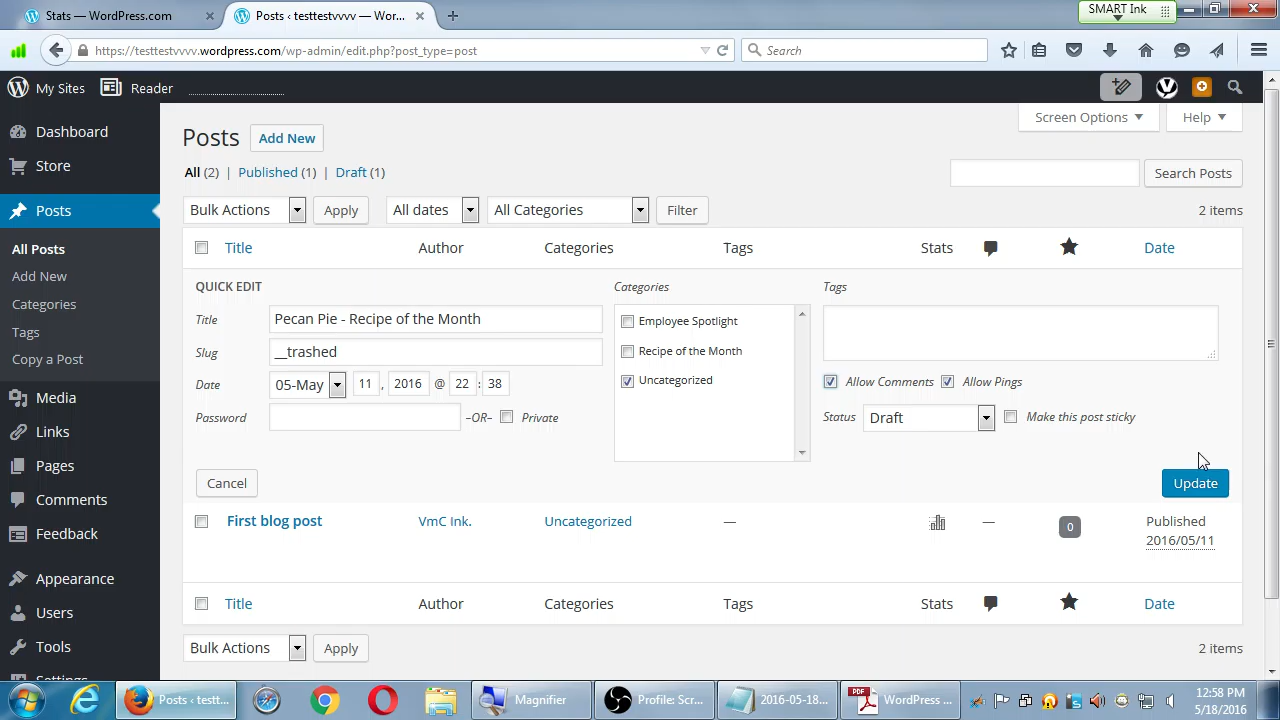 Stats — WordPress.com
Posts ‹ testtestvvvv — Wor...
SMART Ink
https://testtestvvvv.wordpress.com/wp-admin/edit.php?post_type=post
Search
My Sites
Reader
Dashboard
Store
Posts
All Posts
Add New
Categories
Tags
Copy a Post
Media
Links
Pages
Comments
Feedback
Appearance
Users
Tools
Settings
Posts Add New
Screen Options
Help
All (2) | Published (1) | Draft (1)
Search Posts
Bulk Actions Apply All dates All Categories Filter 2 items
Title Author Categories Tags Stats Date
QUICK EDIT
Title Pecan Pie - Recipe of the Month
Slug __trashed
Date 05-May 11 , 2016 @ 22 : 38
Password –OR– Private
Categories
Employee Spotlight
Recipe of the Month
Uncategorized
Tags
Allow Comments Allow Pings
Status Draft Make this post sticky
Cancel Update
First blog post VmC Ink. Uncategorized — — 0 Published
2016/05/11
Title Author Categories Tags Stats Date
Bulk Actions Apply 2 items
Posts ‹ testt...
Magnifier
Profile: Scr...
2016-05-18...
WordPress ...
12:58 PM
5/18/2016